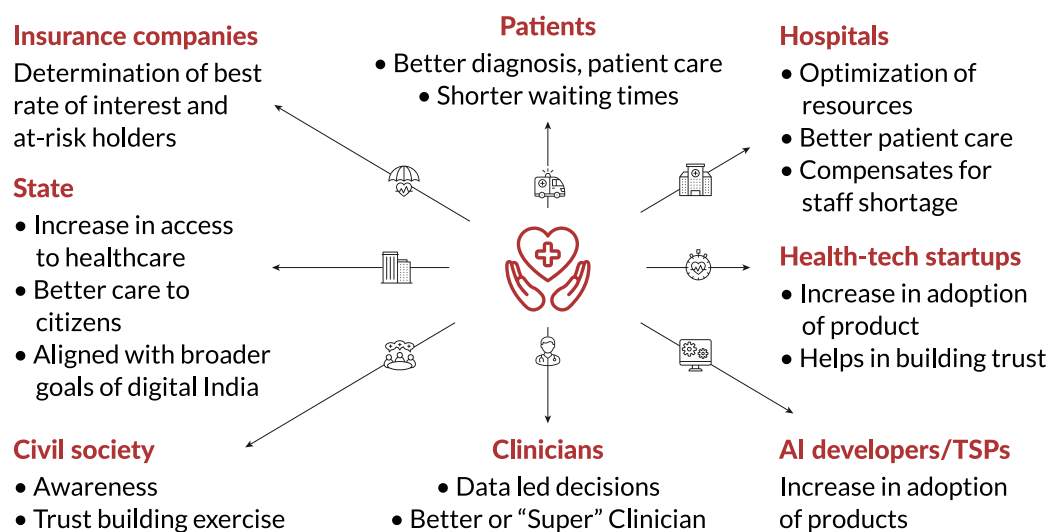 Insurance companies
Determination of best
rate of interest and
at-risk holders
Patients
• Better diagnosis, patient care
• Shorter waiting times
Hospitals
• Optimization of
resources
• Better patient care
• Compensates for
staff shortage
State
• Increase in access
to healthcare
• Better care to
citizens
• Aligned with broader
goals of digital India
Health-tech startups
• Increase in adoption
of product
• Helps in building trust
Civil society
• Awareness
• Trust building exercise
Clinicians
• Data led decisions
• Better or “Super” Clinician
AI developers/TSPs
Increase in adoption
of products